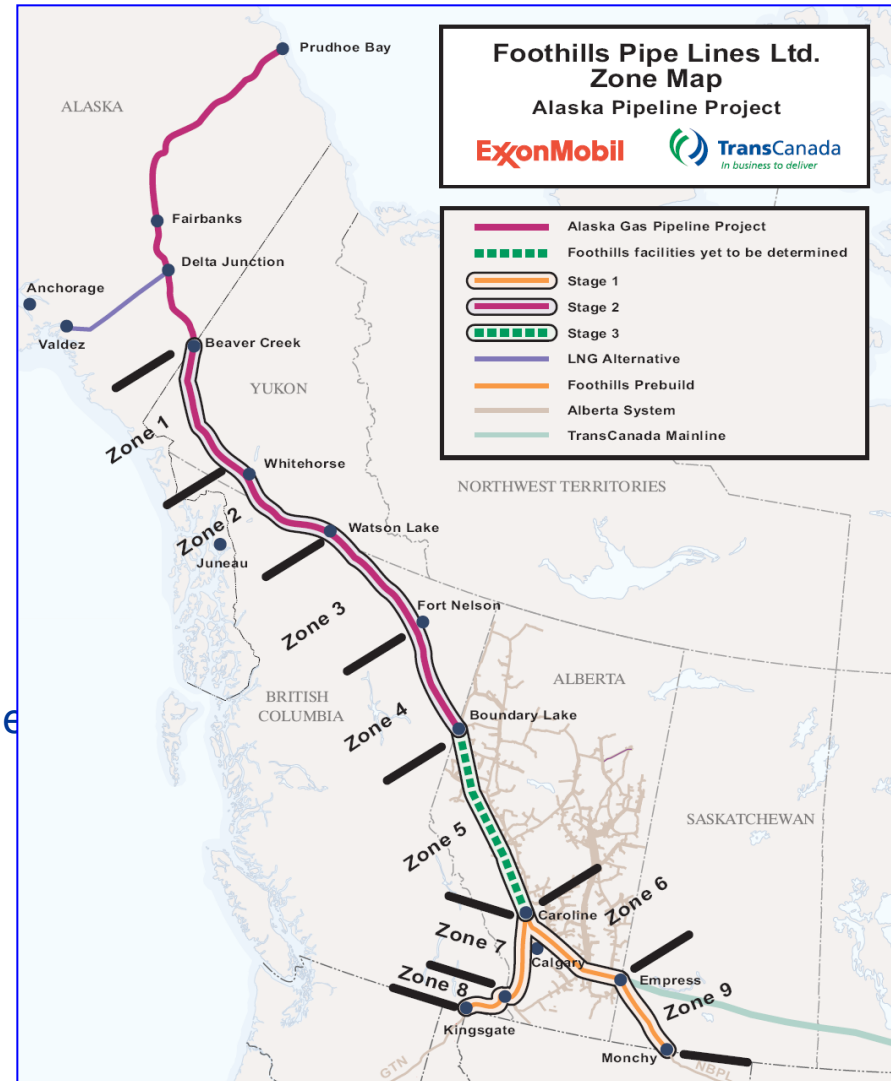 Foothills Pipe Lines Ltd.
Zone Map
Alaska Pipeline Project
ExxonMobil
TransCanada
In business to deliver
Alaska Gas Pipeline Project
Foothills facilities yet to be determined
Stage 1
Stage 2
Stage 3
LNG Alternative
Foothills Prebuild
Alberta System
TransCanada Mainline
Prudhoe Bay
ALASKA
Fairbanks
Delta Junction
Anchorage
Valdez
Beaver Creek
YUKON
Zone 1
Whitehorse
NORTHWEST TERRITORIES
Zone 2
Watson Lake
Juneau
Zone 3
Fort Nelson
ALBERTA
BRITISH
COLUMBIA
Zone 4
Boundary Lake
e
SASKATCHEWAN
Zone 5
Zone 6
Caroline
Zone 7
Calgary
Zone 8
Empress
Zone 9
Kingsgate
Monchy
GTN
NBPL